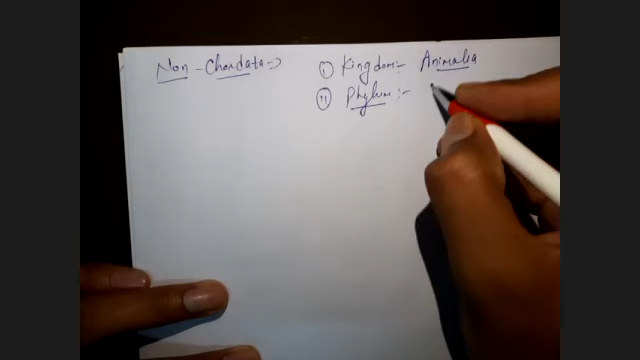 Non - Chordata => (i) Kingdom :- Animalia
(ii) Phylum :-